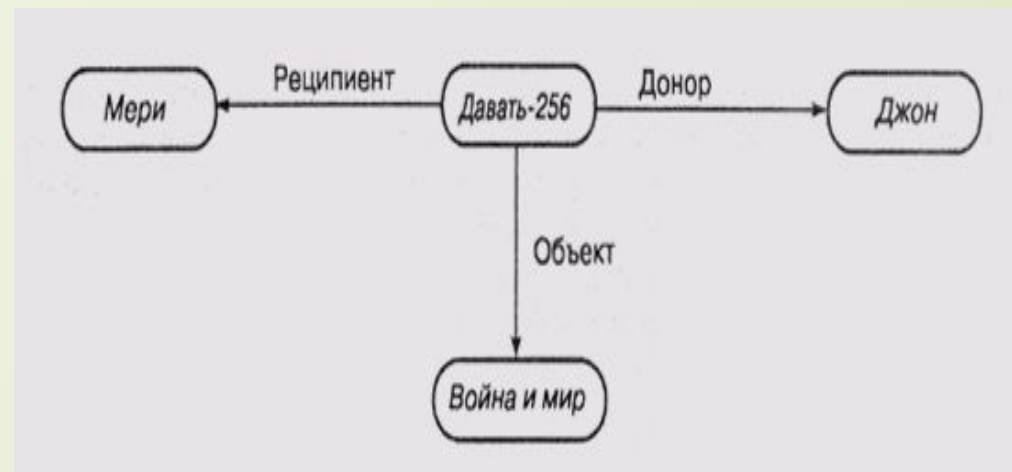 Реципиент
Донор
Мери
Давать-256
Джон
Объект
Война и мир